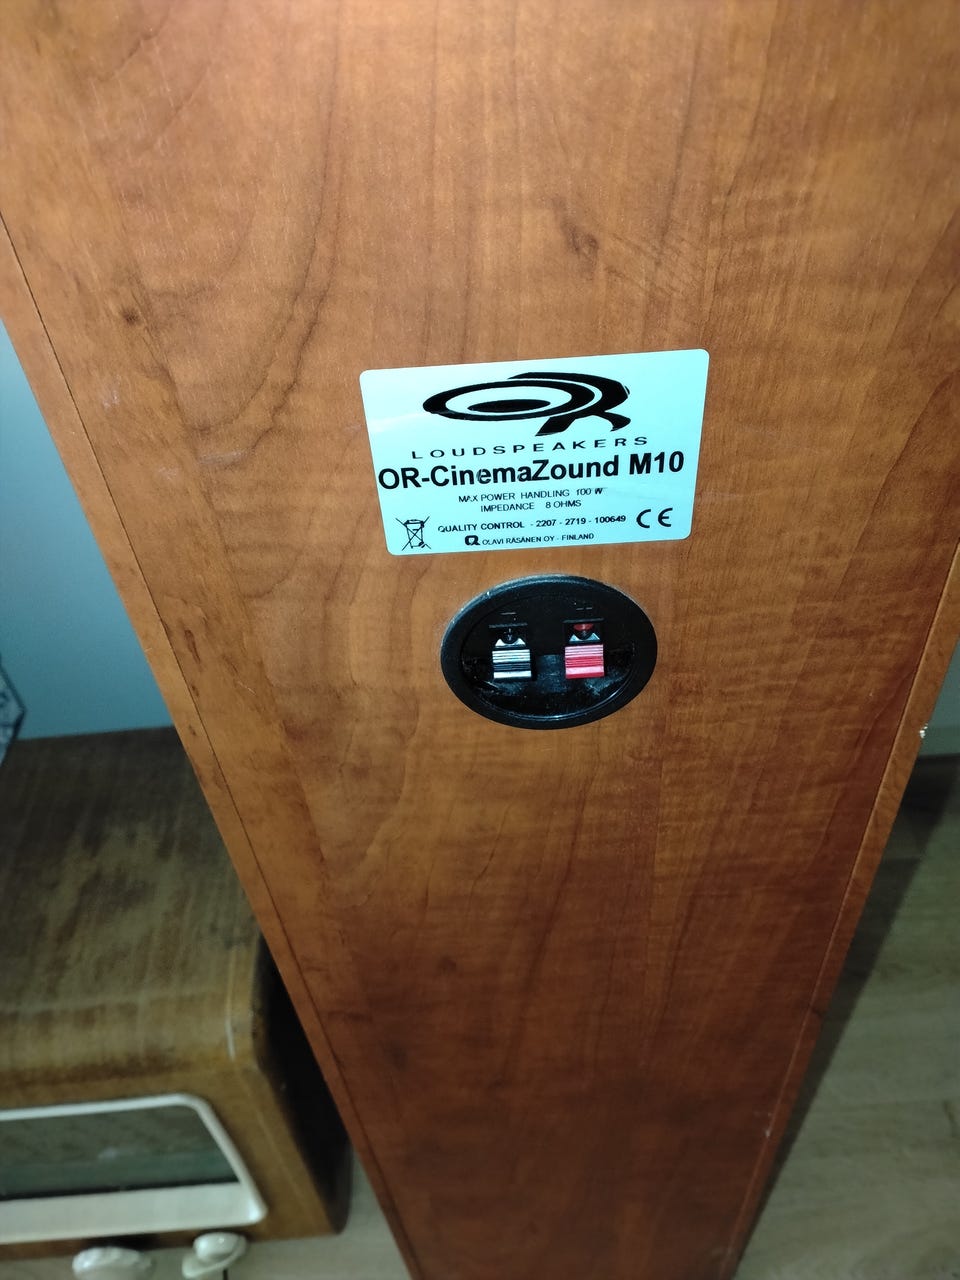 OR
LOUDSPEAKERS
OR-CinemaZound M10
MAX POWER HANDLING 100 W
IMPEDANCE 8 OHMS
QUALITY CONTROL - 2207 - 2719 - 100649 CE
OLAVI RÄSÄNEN OY - FINLAND